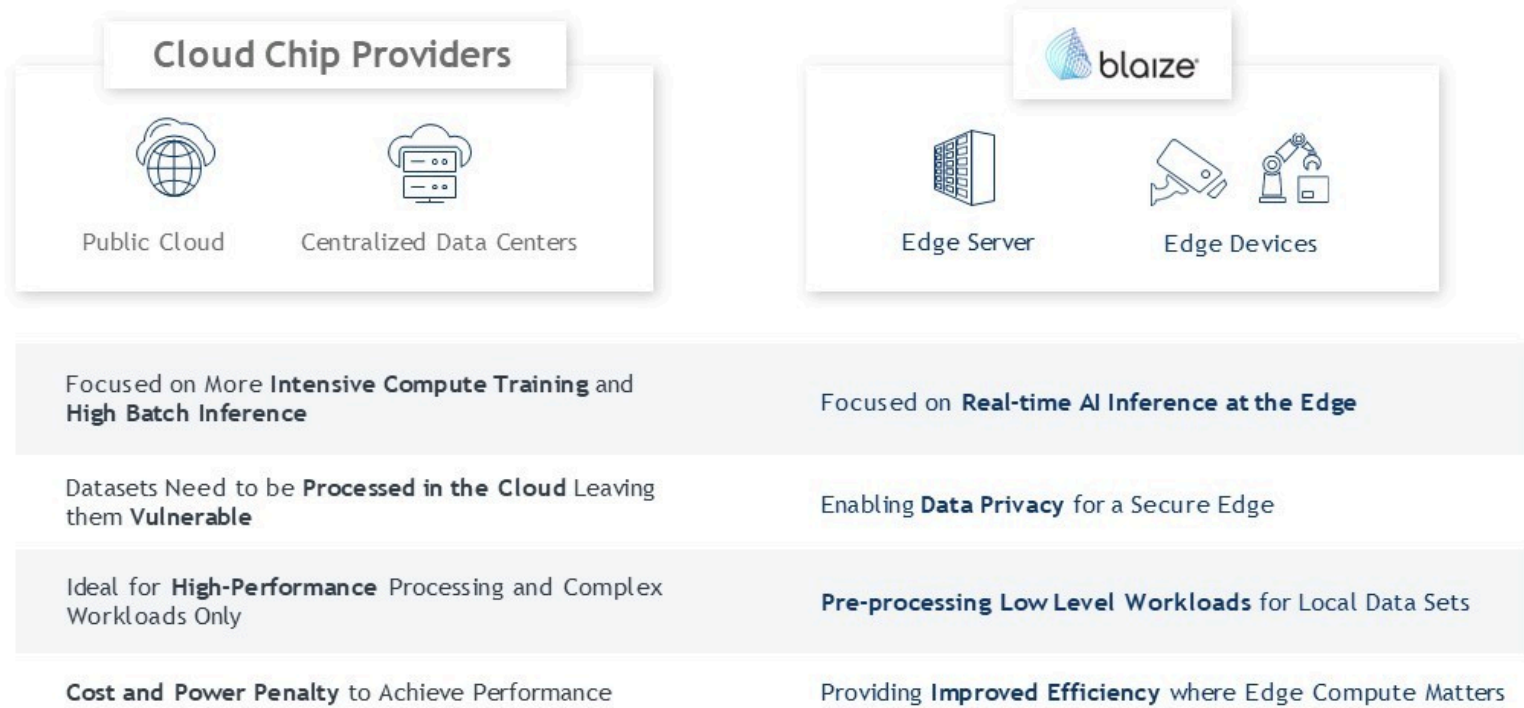 Cloud Chip Providers
Public Cloud
Centralized Data Centers
blaize
Edge Server
Edge Devices
Focused on More Intensive Compute Training and
High Batch Inference
Focused on Real-time AI Inference at the Edge
Datasets Need to be Processed in the Cloud Leaving
them Vulnerable
Enabling Data Privacy for a Secure Edge
Ideal for High-Performance Processing and Complex
Workloads Only
Pre-processing Low Level Workloads for Local Data Sets
Cost and Power Penalty to Achieve Performance
Providing Improved Efficiency where Edge Compute Matters